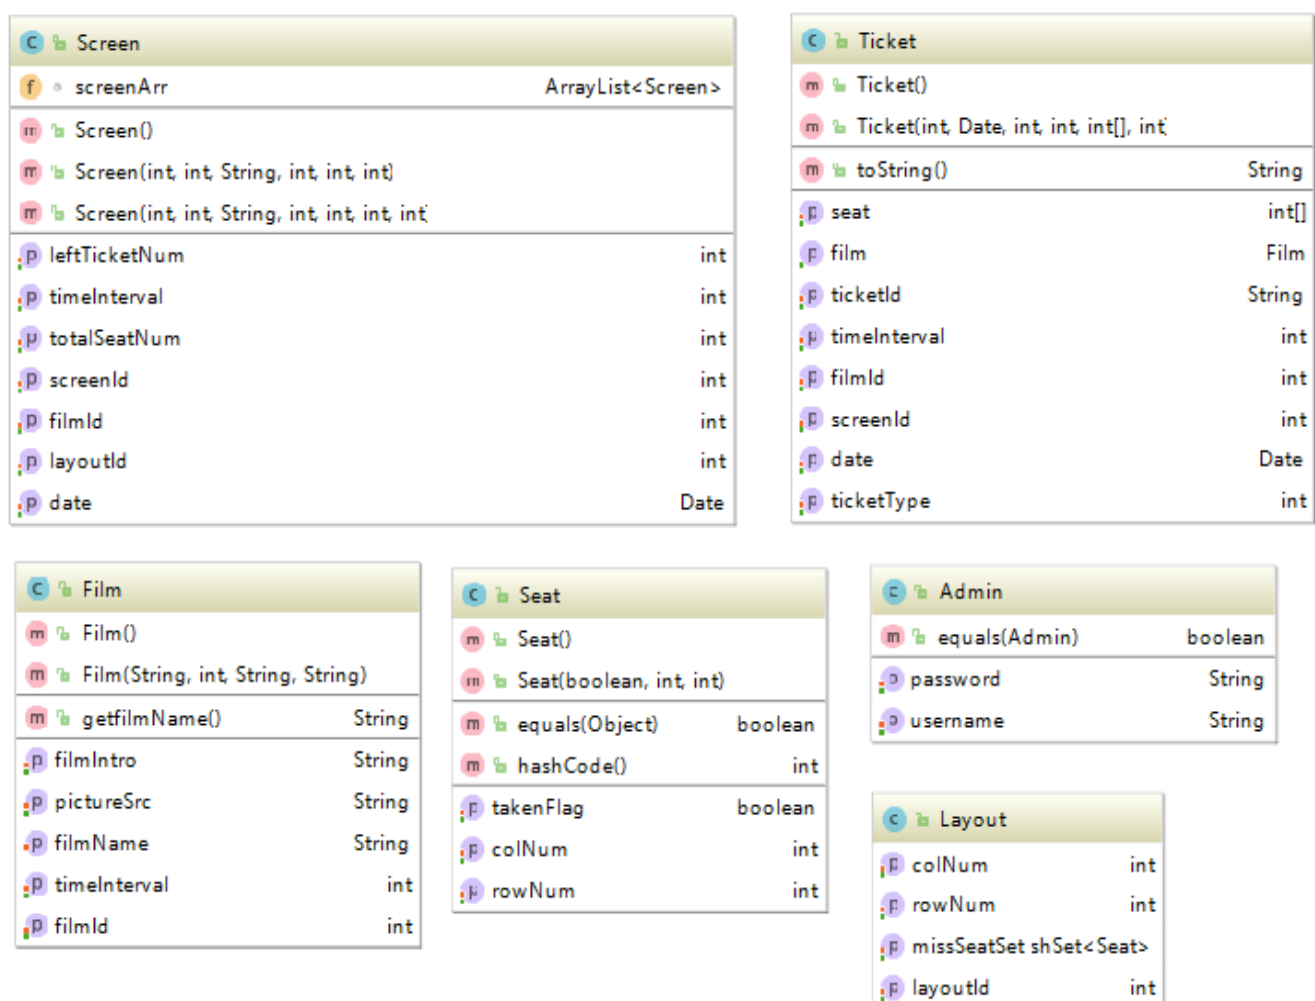 Screen
screenArr ArrayList<Screen>
Screen()
Screen(int, int, String, int, int, int)
Screen(int, int, String, int, int, int, int)
leftTicketNum int
timeInterval int
totalSeatNum int
screenId int
filmId int
layoutId int
date Date
Ticket
Ticket()
Ticket(int, Date, int, int, int[], int)
toString() String
seat int[]
film Film
ticketId String
timeInterval int
filmId int
screenId int
date Date
ticketType int
Film
Film()
Film(String, int, String, String)
getfilmName() String
filmIntro String
pictureSrc String
filmName String
timeInterval int
filmId int
Seat
Seat()
Seat(boolean, int, int)
equals(Object) boolean
hashCode() int
takenFlag boolean
colNum int
rowNum int
Admin
equals(Admin) boolean
password String
username String
Layout
colNum int
rowNum int
missSeatSet shSet<Seat>
layoutId int